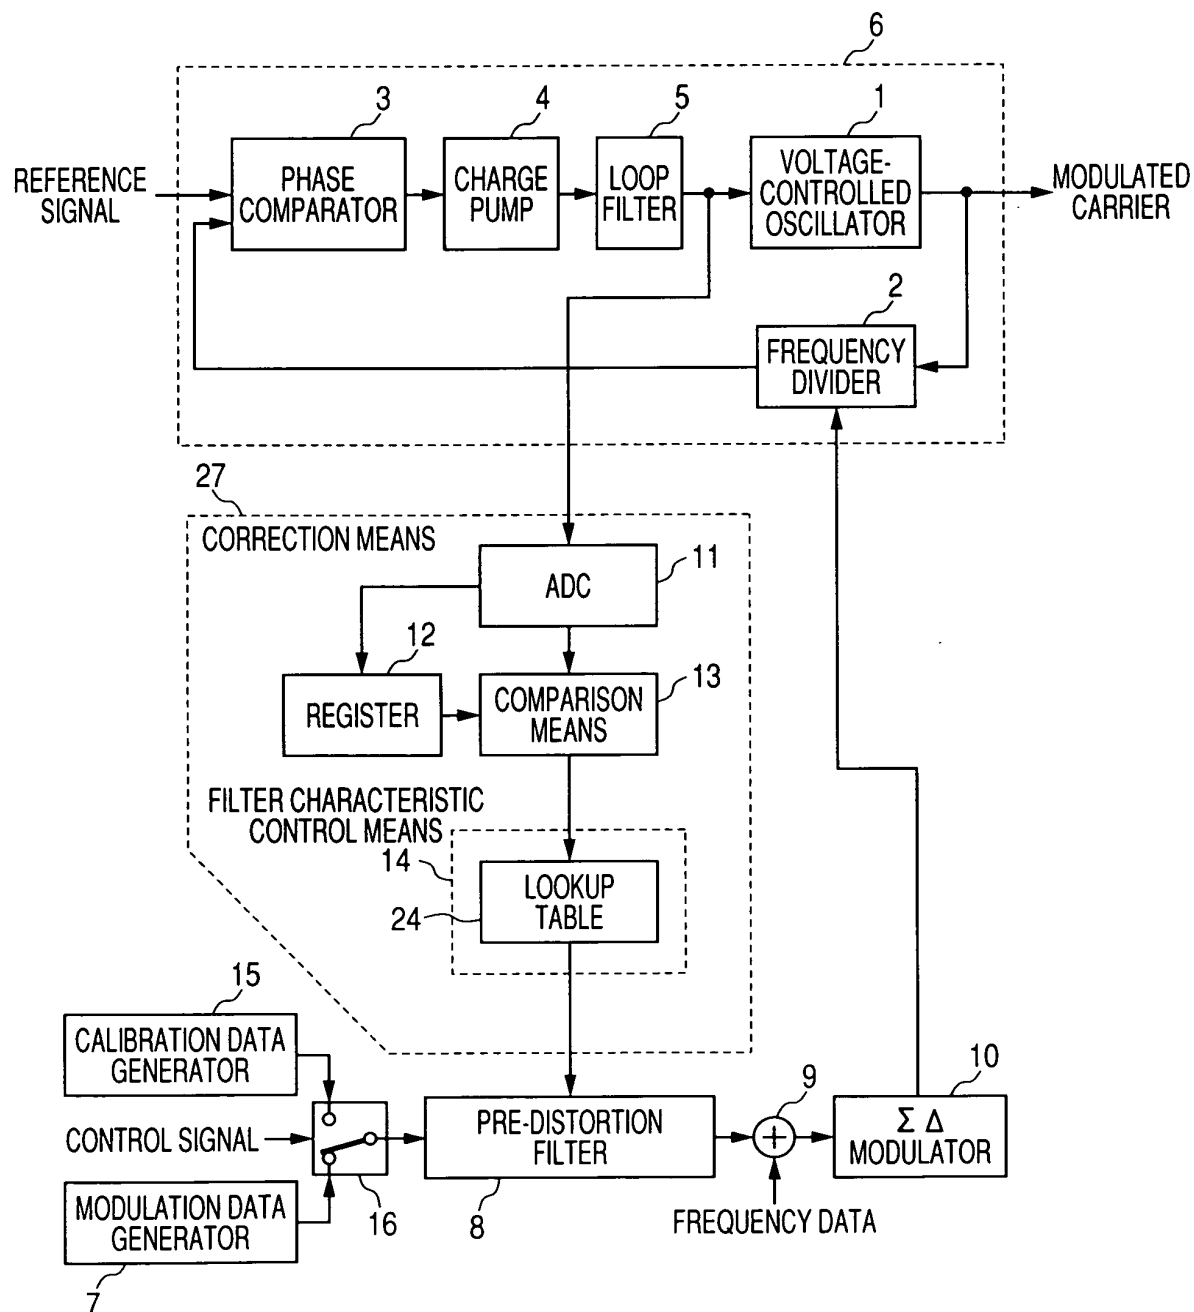 6
3
4
5
1
REFERENCE
SIGNAL
PHASE
COMPARATOR
CHARGE
PUMP
LOOP
FILTER
VOLTAGE-
CONTROLLED
OSCILLATOR
MODULATED
CARRIER
2
FREQUENCY
DIVIDER
27
CORRECTION MEANS
ADC
11
12
REGISTER
COMPARISON
MEANS
13
FILTER CHARACTERISTIC
CONTROL MEANS
14
LOOKUP
TABLE
24
15
CALIBRATION DATA
GENERATOR
CONTROL SIGNAL
MODULATION DATA
GENERATOR
7
16
PRE-DISTORTION
FILTER
8
9
+
FREQUENCY DATA
10
Σ Δ
MODULATOR